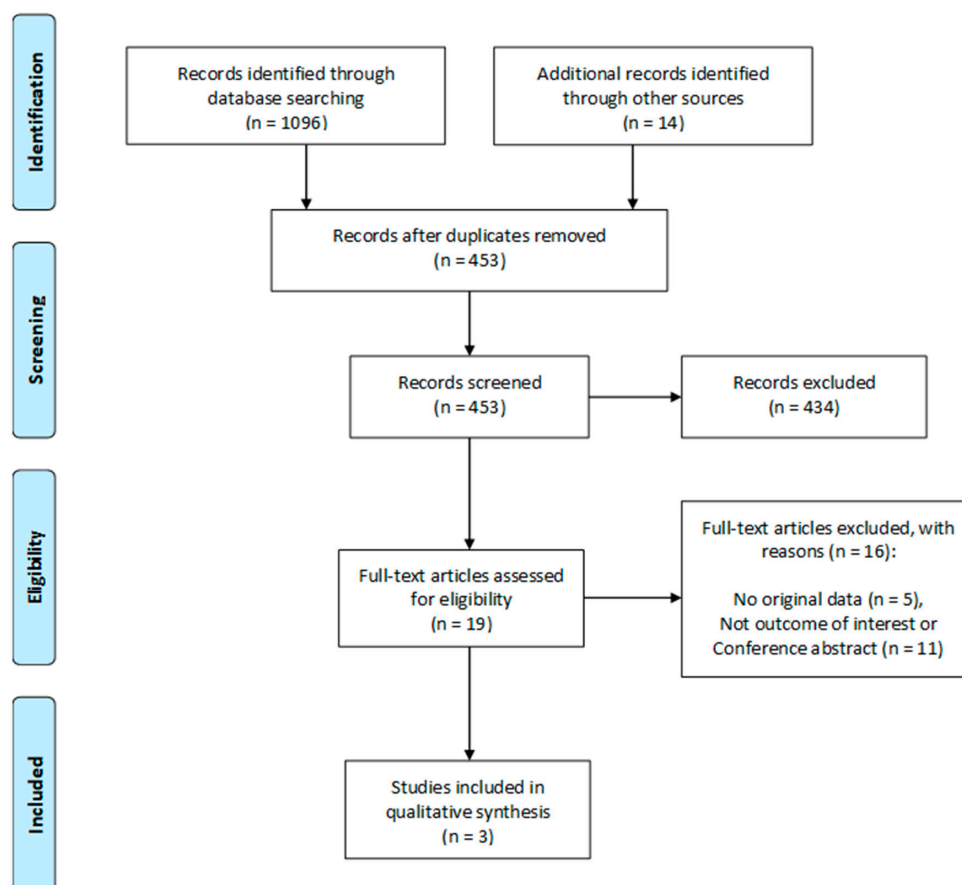 Identification
Records identified through
database searching
(n = 1096)
Additional records identified
through other sources
(n = 14)
Records after duplicates removed
(n = 453)
Screening
Records screened
(n = 453)
Records excluded
(n = 434)
Eligibility
Full-text articles assessed
for eligibility
(n = 19)
Full-text articles excluded, with
reasons (n = 16):
No original data (n = 5),
Not outcome of interest or
Conference abstract (n = 11)
Included
Studies included in
qualitative synthesis
(n = 3)